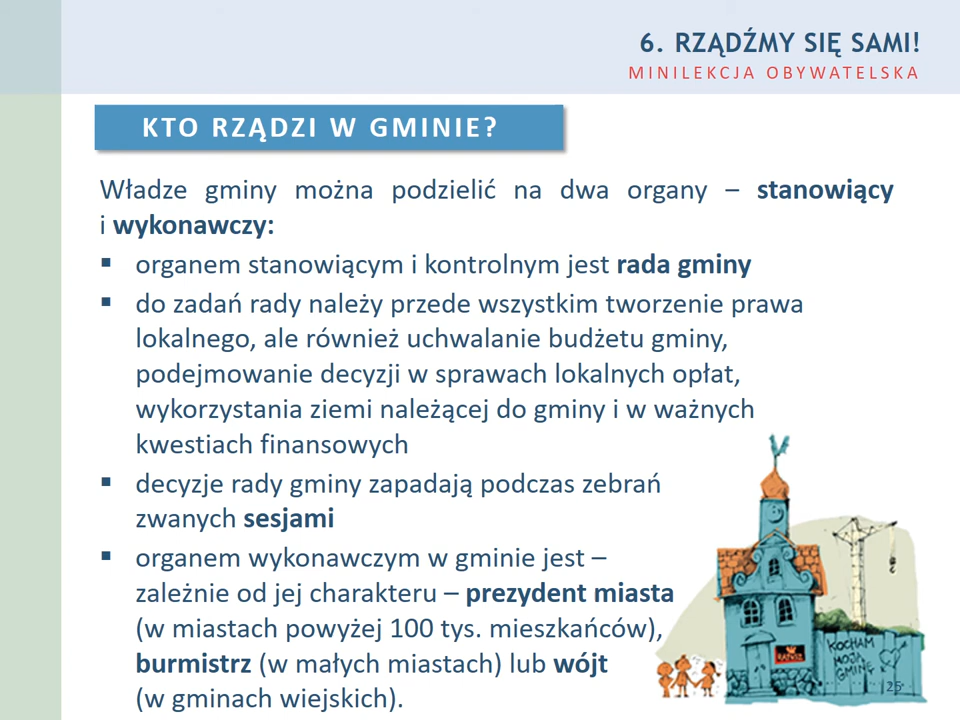 6. RZĄDŹMY SIĘ SAMI!
MINILEKCJA OBYWATELSKA
KTO RZĄDZI W GMINIE?
Władze gminy można podzielić na dwa organy – stanowiący
i wykonawczy:
▪ organem stanowiącym i kontrolnym jest rada gminy
▪ do zadań rady należy przede wszystkim tworzenie prawa
lokalnego, ale również uchwalanie budżetu gminy,
podejmowanie decyzji w sprawach lokalnych opłat,
wykorzystania ziemi należącej do gminy i w ważnych
kwestiach finansowych
▪ decyzje rady gminy zapadają podczas zebrań
zwanych sesjami
▪ organem wykonawczym w gminie jest –
zależnie od jej charakteru – prezydent miasta
(w miastach powyżej 100 tys. mieszkańców),
burmistrz (w małych miastach) lub wójt
(w gminach wiejskich).
KOCHAM
MOJĄ
GMINĘ
RATUSZ
25